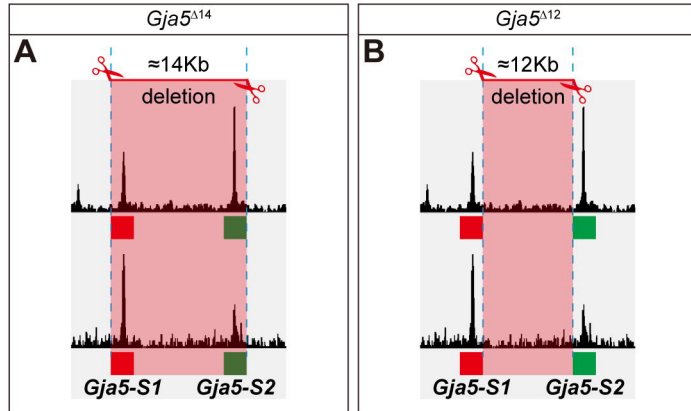 Gja5Δ14
A
≈14Kb
deletion
Gja5-S1 Gja5-S2
Gja5Δ12
B
≈12Kb
deletion
Gja5-S1 Gja5-S2